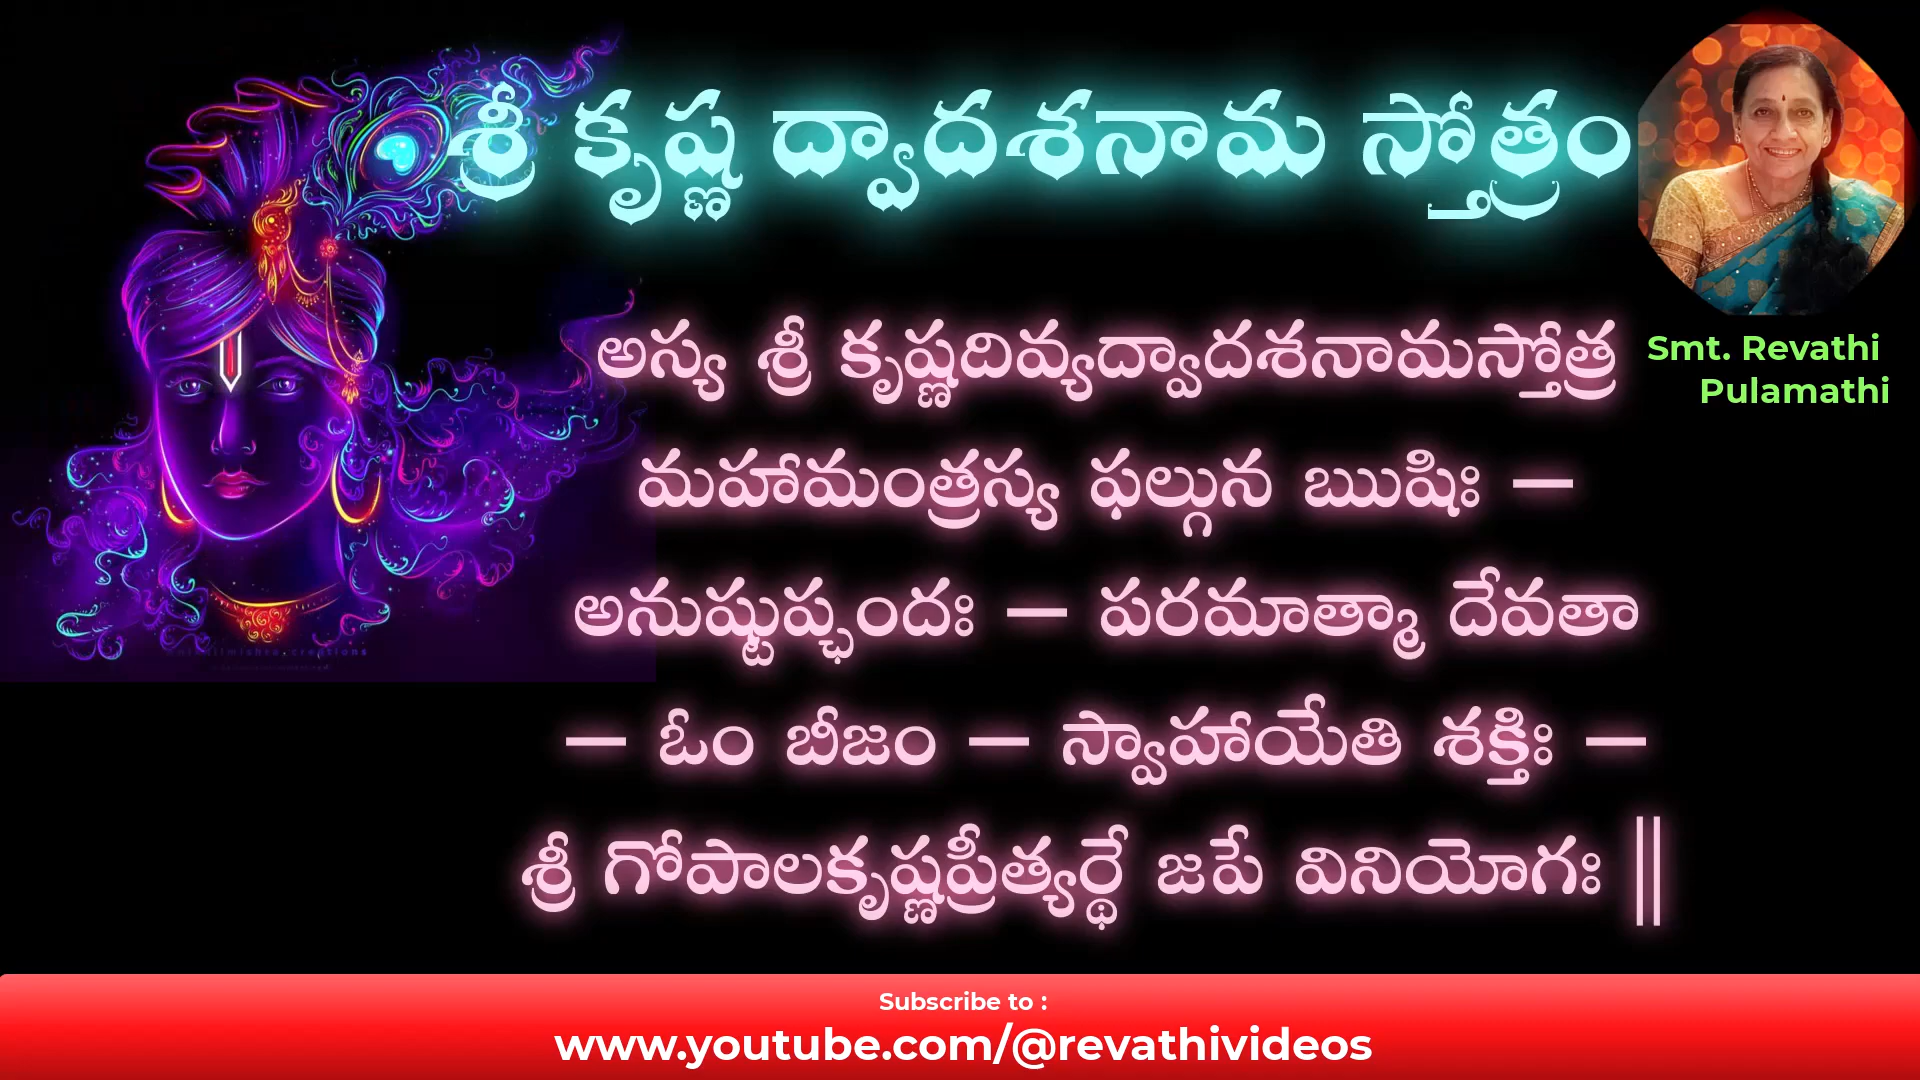 శ్రీ కృష్ణ ద్వాదశనామ స్తోత్రం
Smt. Revathi
Pulamathi
అస్య శ్రీ కృష్ణదివ్యద్వాదశనామస్తోత్ర
మహామంత్రస్య ఫల్గున ఋషిః –
అనుష్టుప్ఛందః – పరమాత్మా దేవతా
– ఓం బీజం – స్వాహాయేతి శక్తిః –
శ్రీ గోపాలకృష్ణప్రీత్యర్థే జపే వినియోగః ||
Subscribe to :
www.youtube.com/@revathivideos